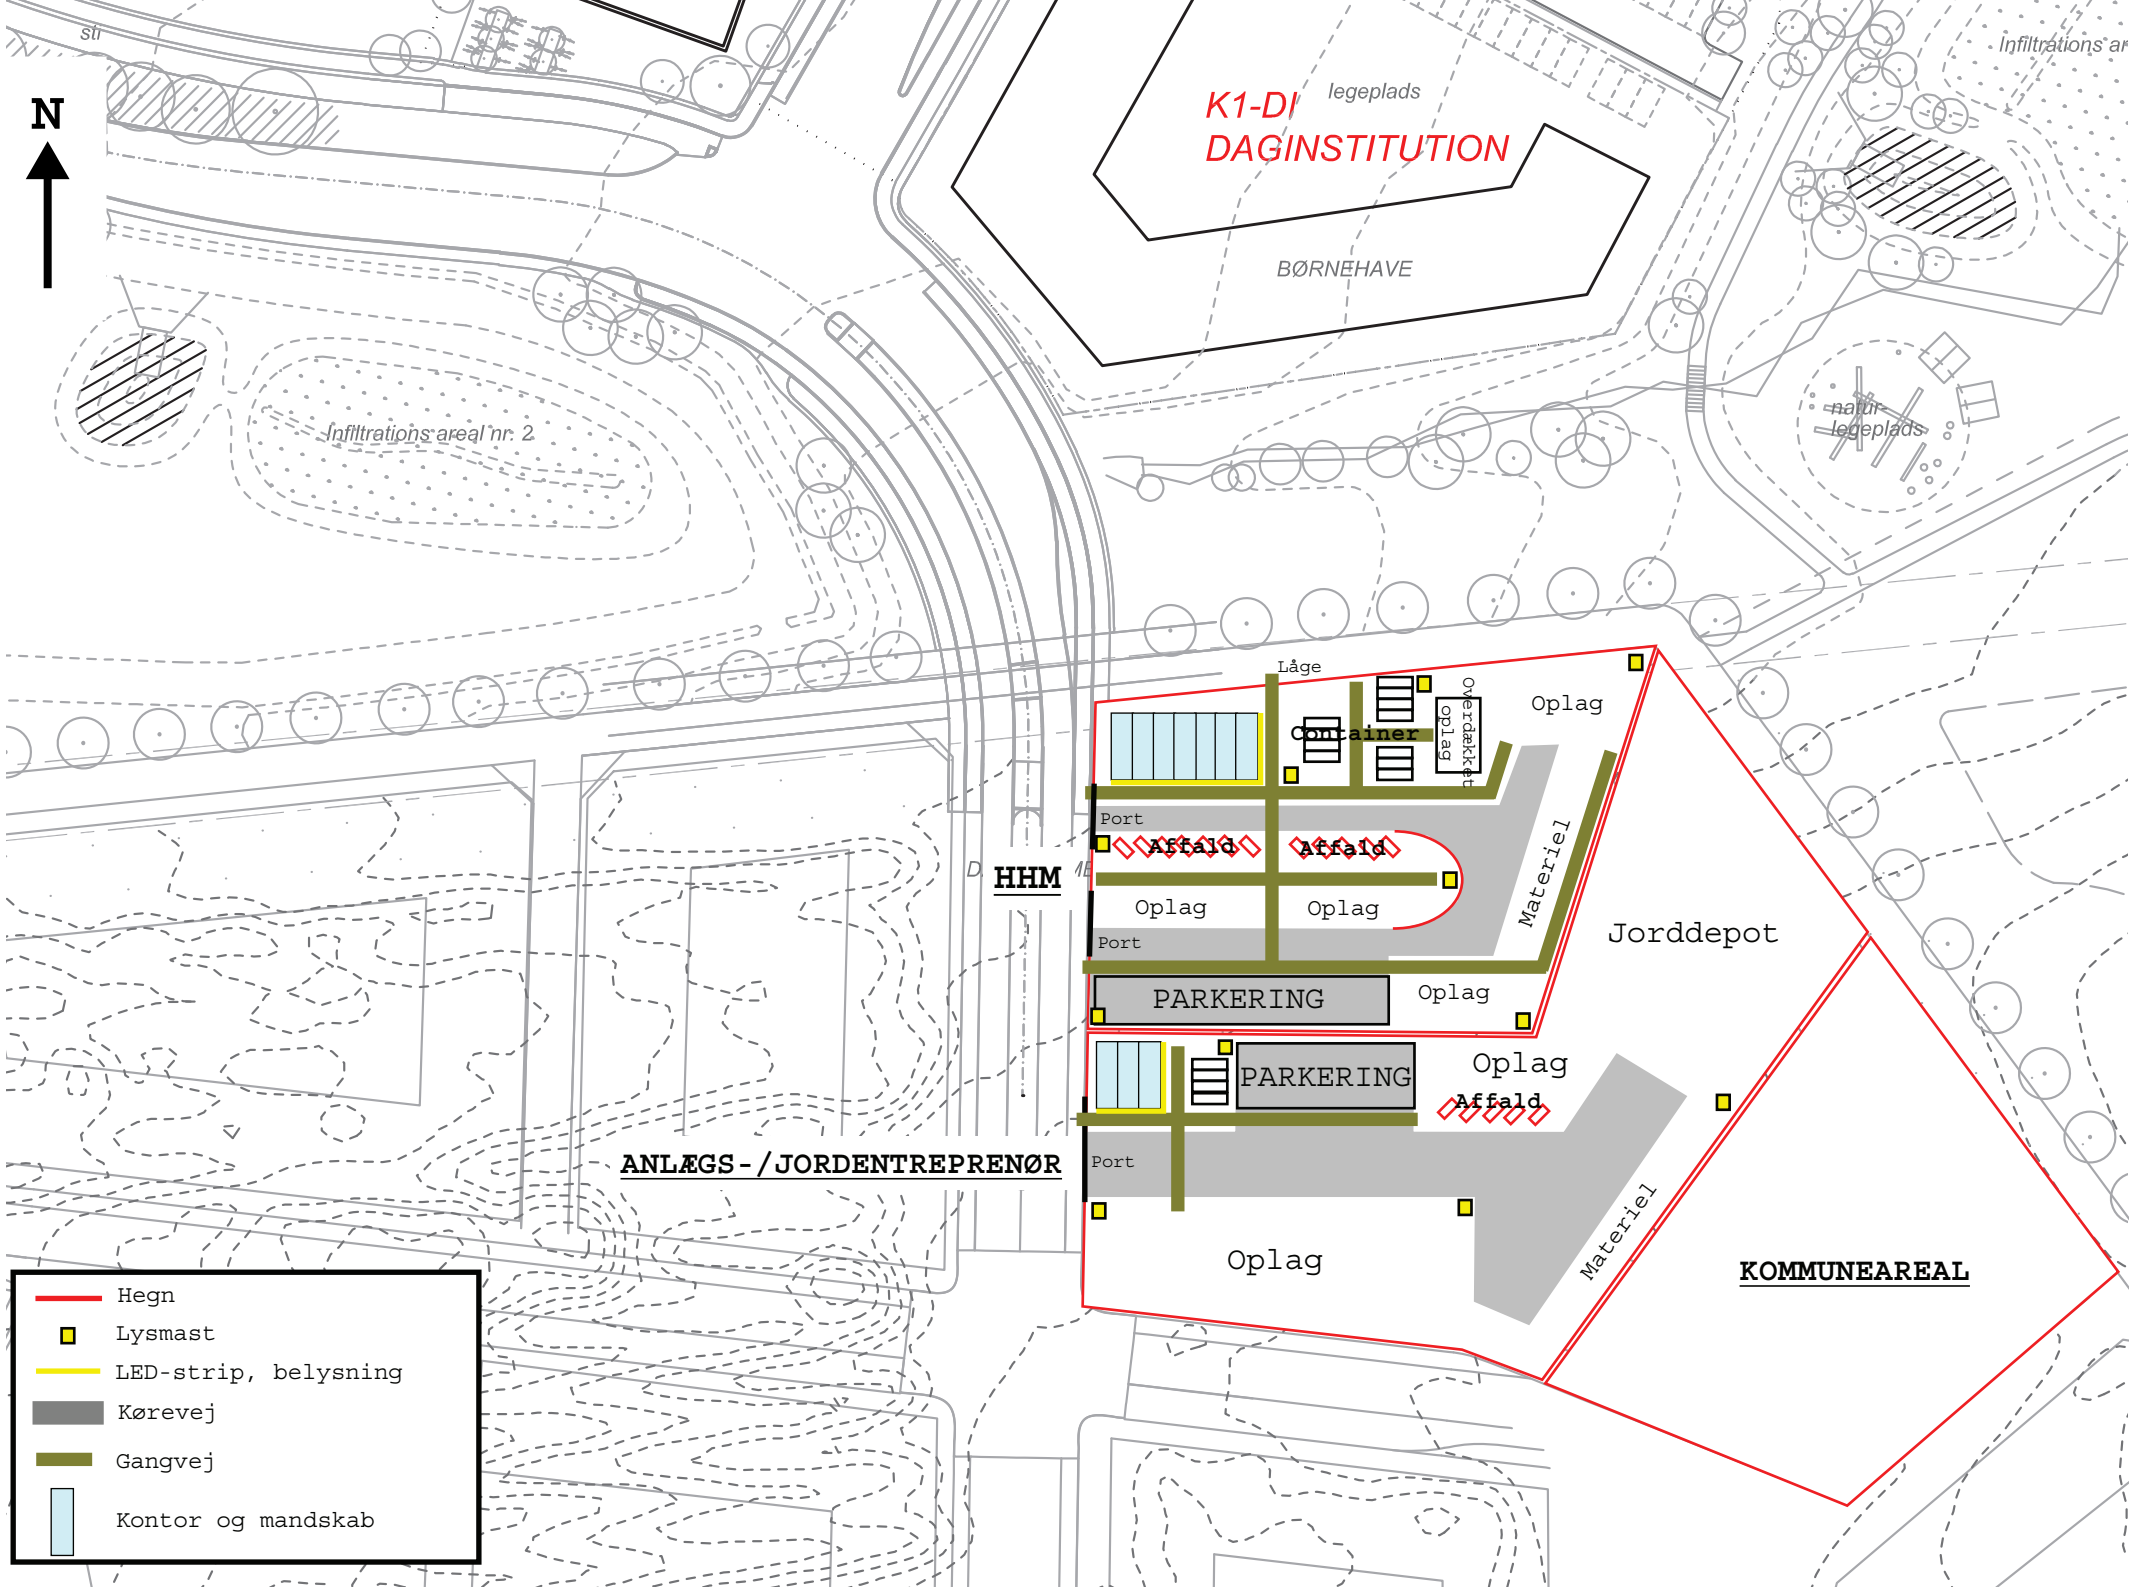 sti
Infiltrations ar
N
K1-DI
legeplads
DAGINSTITUTION
BØRNEHAVE
natur-
legeplads
Infiltrations areal nr. 2
Låge
Overdækket
oplag
Oplag
Container
Port
Affald
Affald
Materiel
HHM
Oplag
Oplag
Jorddepot
Port
PARKERING
Oplag
Oplag
PARKERING
Affald
ANLÆGS-/JORDENTREPRENØR
Port
Materiel
Oplag
KOMMUNEAREAL
Hegn
Lysmast
LED-strip, belysning
Kørevej
Gangvej
Kontor og mandskab